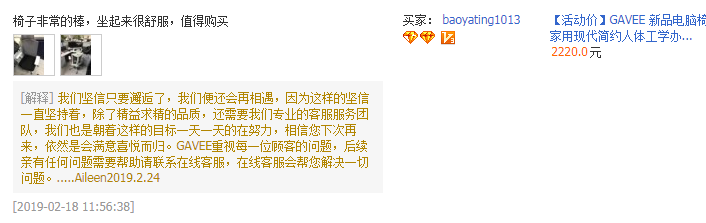 椅子非常的棒，坐起来很舒服，值得购买
[解释] 我们坚信只要邂逅了，我们便还会再相遇，因为这样的坚信
一直坚持着，除了精益求精的品质，还需要我们专业的客服服务团
队，我们也是朝着这样的目标一天一天的在努力，相信您下次再
来，依然是会满意喜悦而归。GAVEE重视每一位顾客的问题，后续
亲有任何问题需要帮助请联系在线客服，在线客服会帮您解决一切
问题。.....Aileen2019.2.24
[2019-02-18 11:56:38]
买家： baoyating1013
【活动价】GAVEE 新品电脑椅
家用现代简约人体工学办...
2220.0元